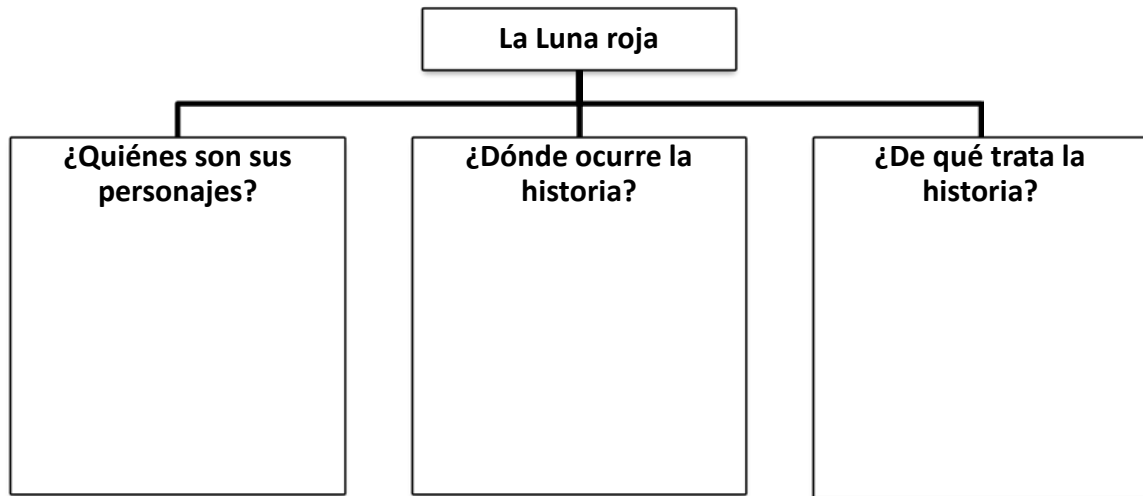 La Luna roja
¿Quiénes son sus
personajes?
¿Dónde ocurre la
historia?
¿De qué trata la
historia?